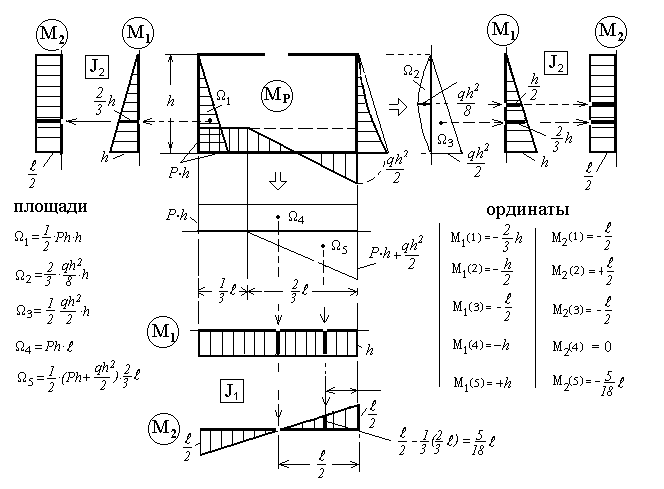 M₂ M₁ M₁ M₂
J₂ J₂
2/3 h
h
Ω₁
M_P
Ω₂
qh²/8
Ω₃
h/2
2/3 h
ℓ/2
h
P·h
qh²/2
qh²/2
h
ℓ/2
площади
ординаты
P·h
Ω₄
Ω₅
P·h+qh²/2
1/3 ℓ
2/3 ℓ
Ω₁=1/2·Ph·h
Ω₂=2/3·qh²/8·h
Ω₃=1/2 qh²/2·h
Ω₄=Ph·ℓ
Ω₅=1/2·(Ph+qh²/2)·2/3ℓ
M₁(1)=-2/3h
M₁(2)=-h/2
M₁(3)=-ℓ/2
M₁(4)=-h
M₁(5)=+h
M₂(1)=-ℓ/2
M₂(2)=+ℓ/2
M₂(3)=-ℓ/2
M₂(4) = 0
M₂(5)=-5/18 ℓ
M₁
h
J₁
M₂
ℓ/2
ℓ/2
ℓ/2
ℓ/2-1/3(2/3ℓ)=5/18ℓ